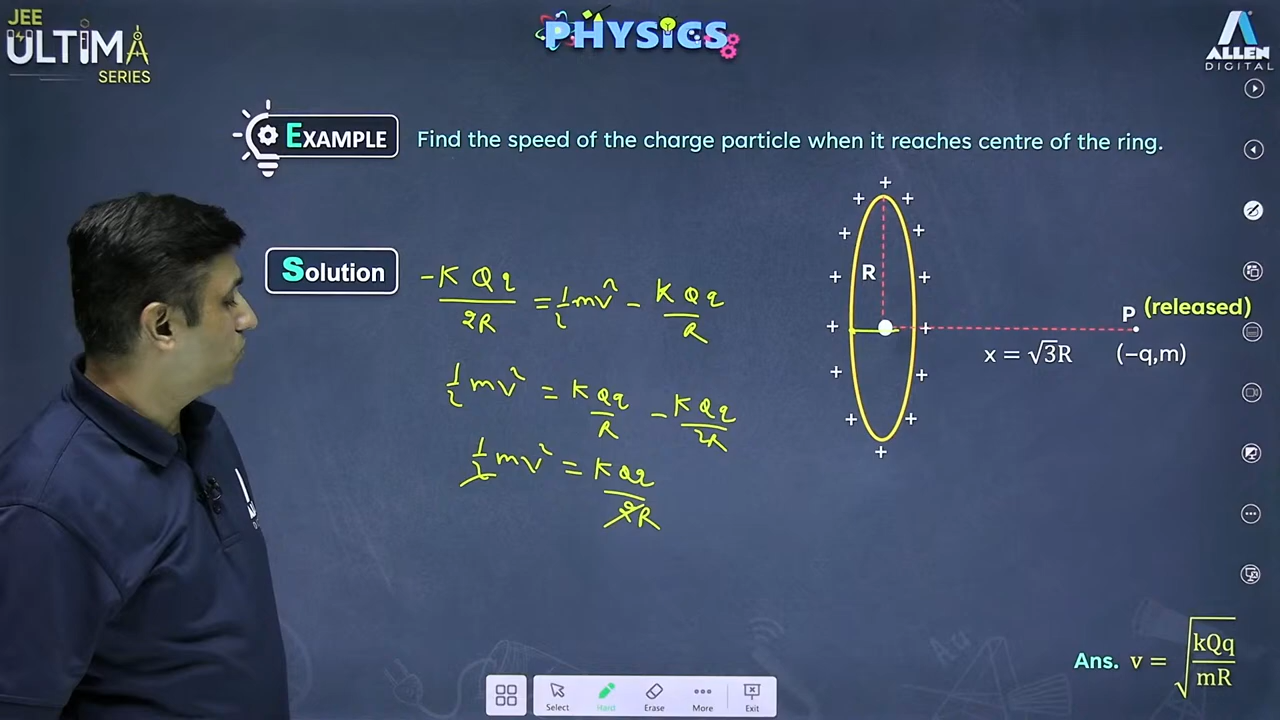 JEE
ULTIMA
SERIES
PHYSICS
ALLEN
DIGITAL
EXAMPLE
Find the speed of the charge particle when it reaches centre of the ring.
Solution
-KQq/2R = 1/2 mv² - KQq/R
1/2 mv² = KQq/R - KQq/2R
1/2 mv² = KQq/2R
+ + + + + + + + + + + + + + + +
R
P (released)
x = √3R (−q,m)
Ans. v = √(kQq/mR)
Select Hard Erase More Exit